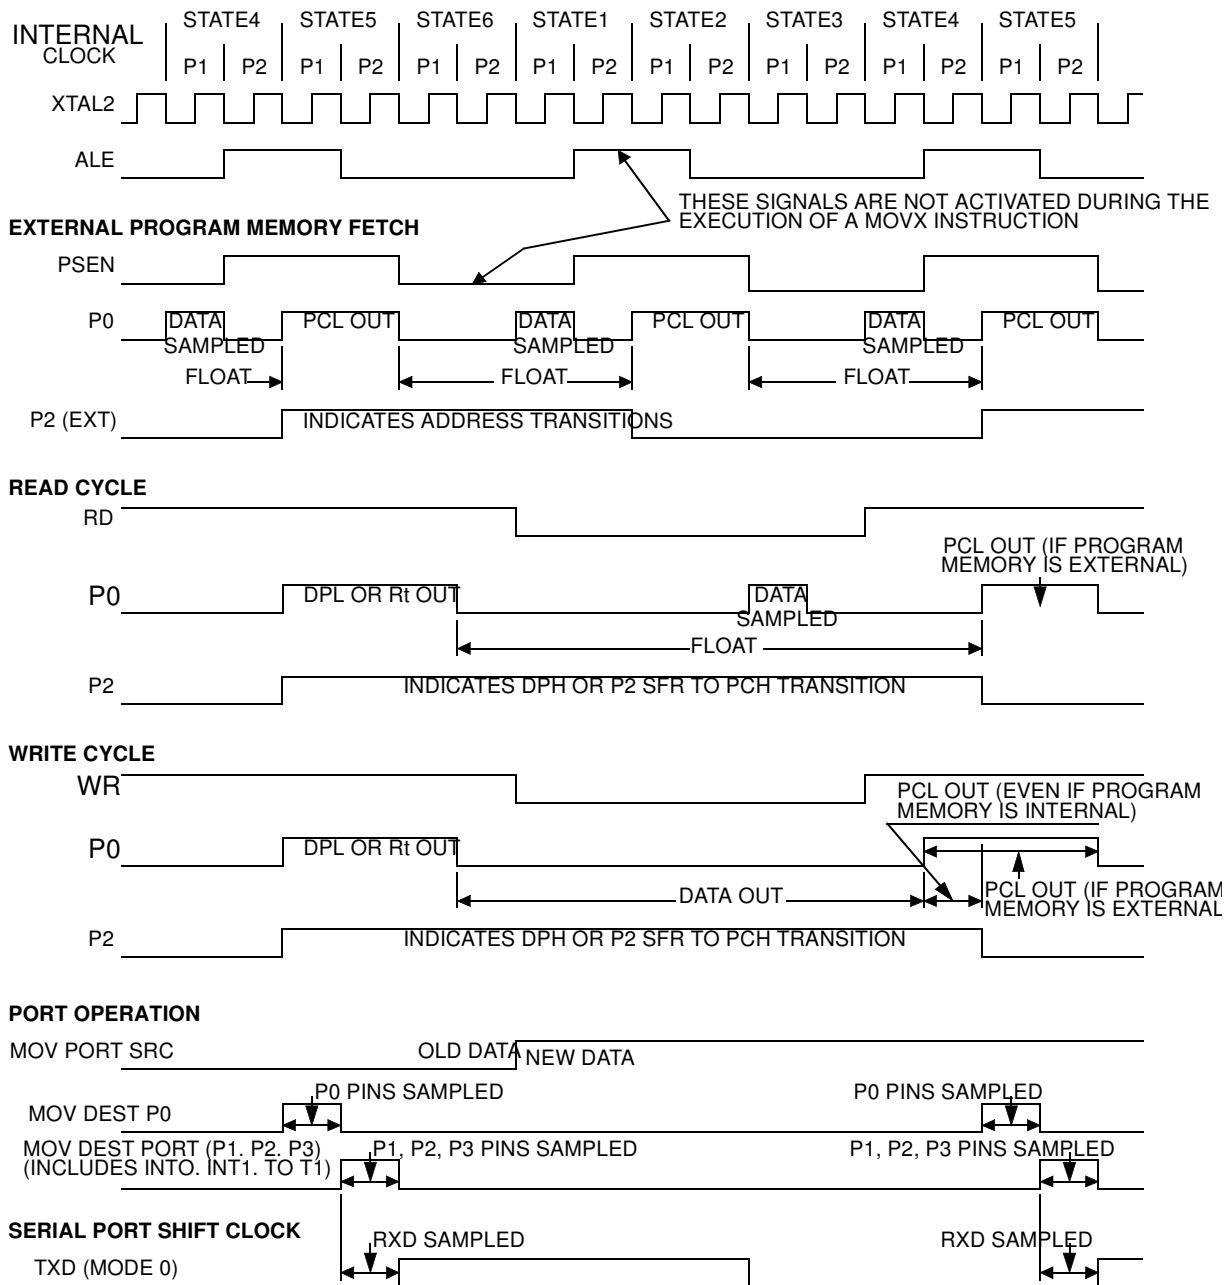 STATE4 STATE5 STATE6 STATE1 STATE2 STATE3 STATE4 STATE5
INTERNAL
CLOCK
P1 P2 P1 P2 P1 P2 P1 P2 P1 P2 P1 P2 P1 P2 P1 P2
XTAL2
ALE
THESE SIGNALS ARE NOT ACTIVATED DURING THE
EXECUTION OF A MOVX INSTRUCTION
EXTERNAL PROGRAM MEMORY FETCH
PSEN
P0 DATA PCL OUT DATA PCL OUT DATA PCL OUT
SAMPLED SAMPLED SAMPLED
FLOAT FLOAT FLOAT
P2 (EXT) INDICATES ADDRESS TRANSITIONS
READ CYCLE
RD
PCL OUT (IF PROGRAM
MEMORY IS EXTERNAL)
P0 DPL OR Rt OUT DATA
SAMPLED
FLOAT
P2 INDICATES DPH OR P2 SFR TO PCH TRANSITION
WRITE CYCLE
WR
PCL OUT (EVEN IF PROGRAM
MEMORY IS INTERNAL)
P0 DPL OR Rt OUT
DATA OUT
PCL OUT (IF PROGRAM
MEMORY IS EXTERNAL
P2 INDICATES DPH OR P2 SFR TO PCH TRANSITION
PORT OPERATION
MOV PORT SRC OLD DATA NEW DATA
P0 PINS SAMPLED P0 PINS SAMPLED
MOV DEST P0
MOV DEST PORT (P1. P2. P3) P1, P2, P3 PINS SAMPLED P1, P2, P3 PINS SAMPLED
(INCLUDES INTO. INT1. TO T1)
SERIAL PORT SHIFT CLOCK
RXD SAMPLED RXD SAMPLED
TXD (MODE 0)